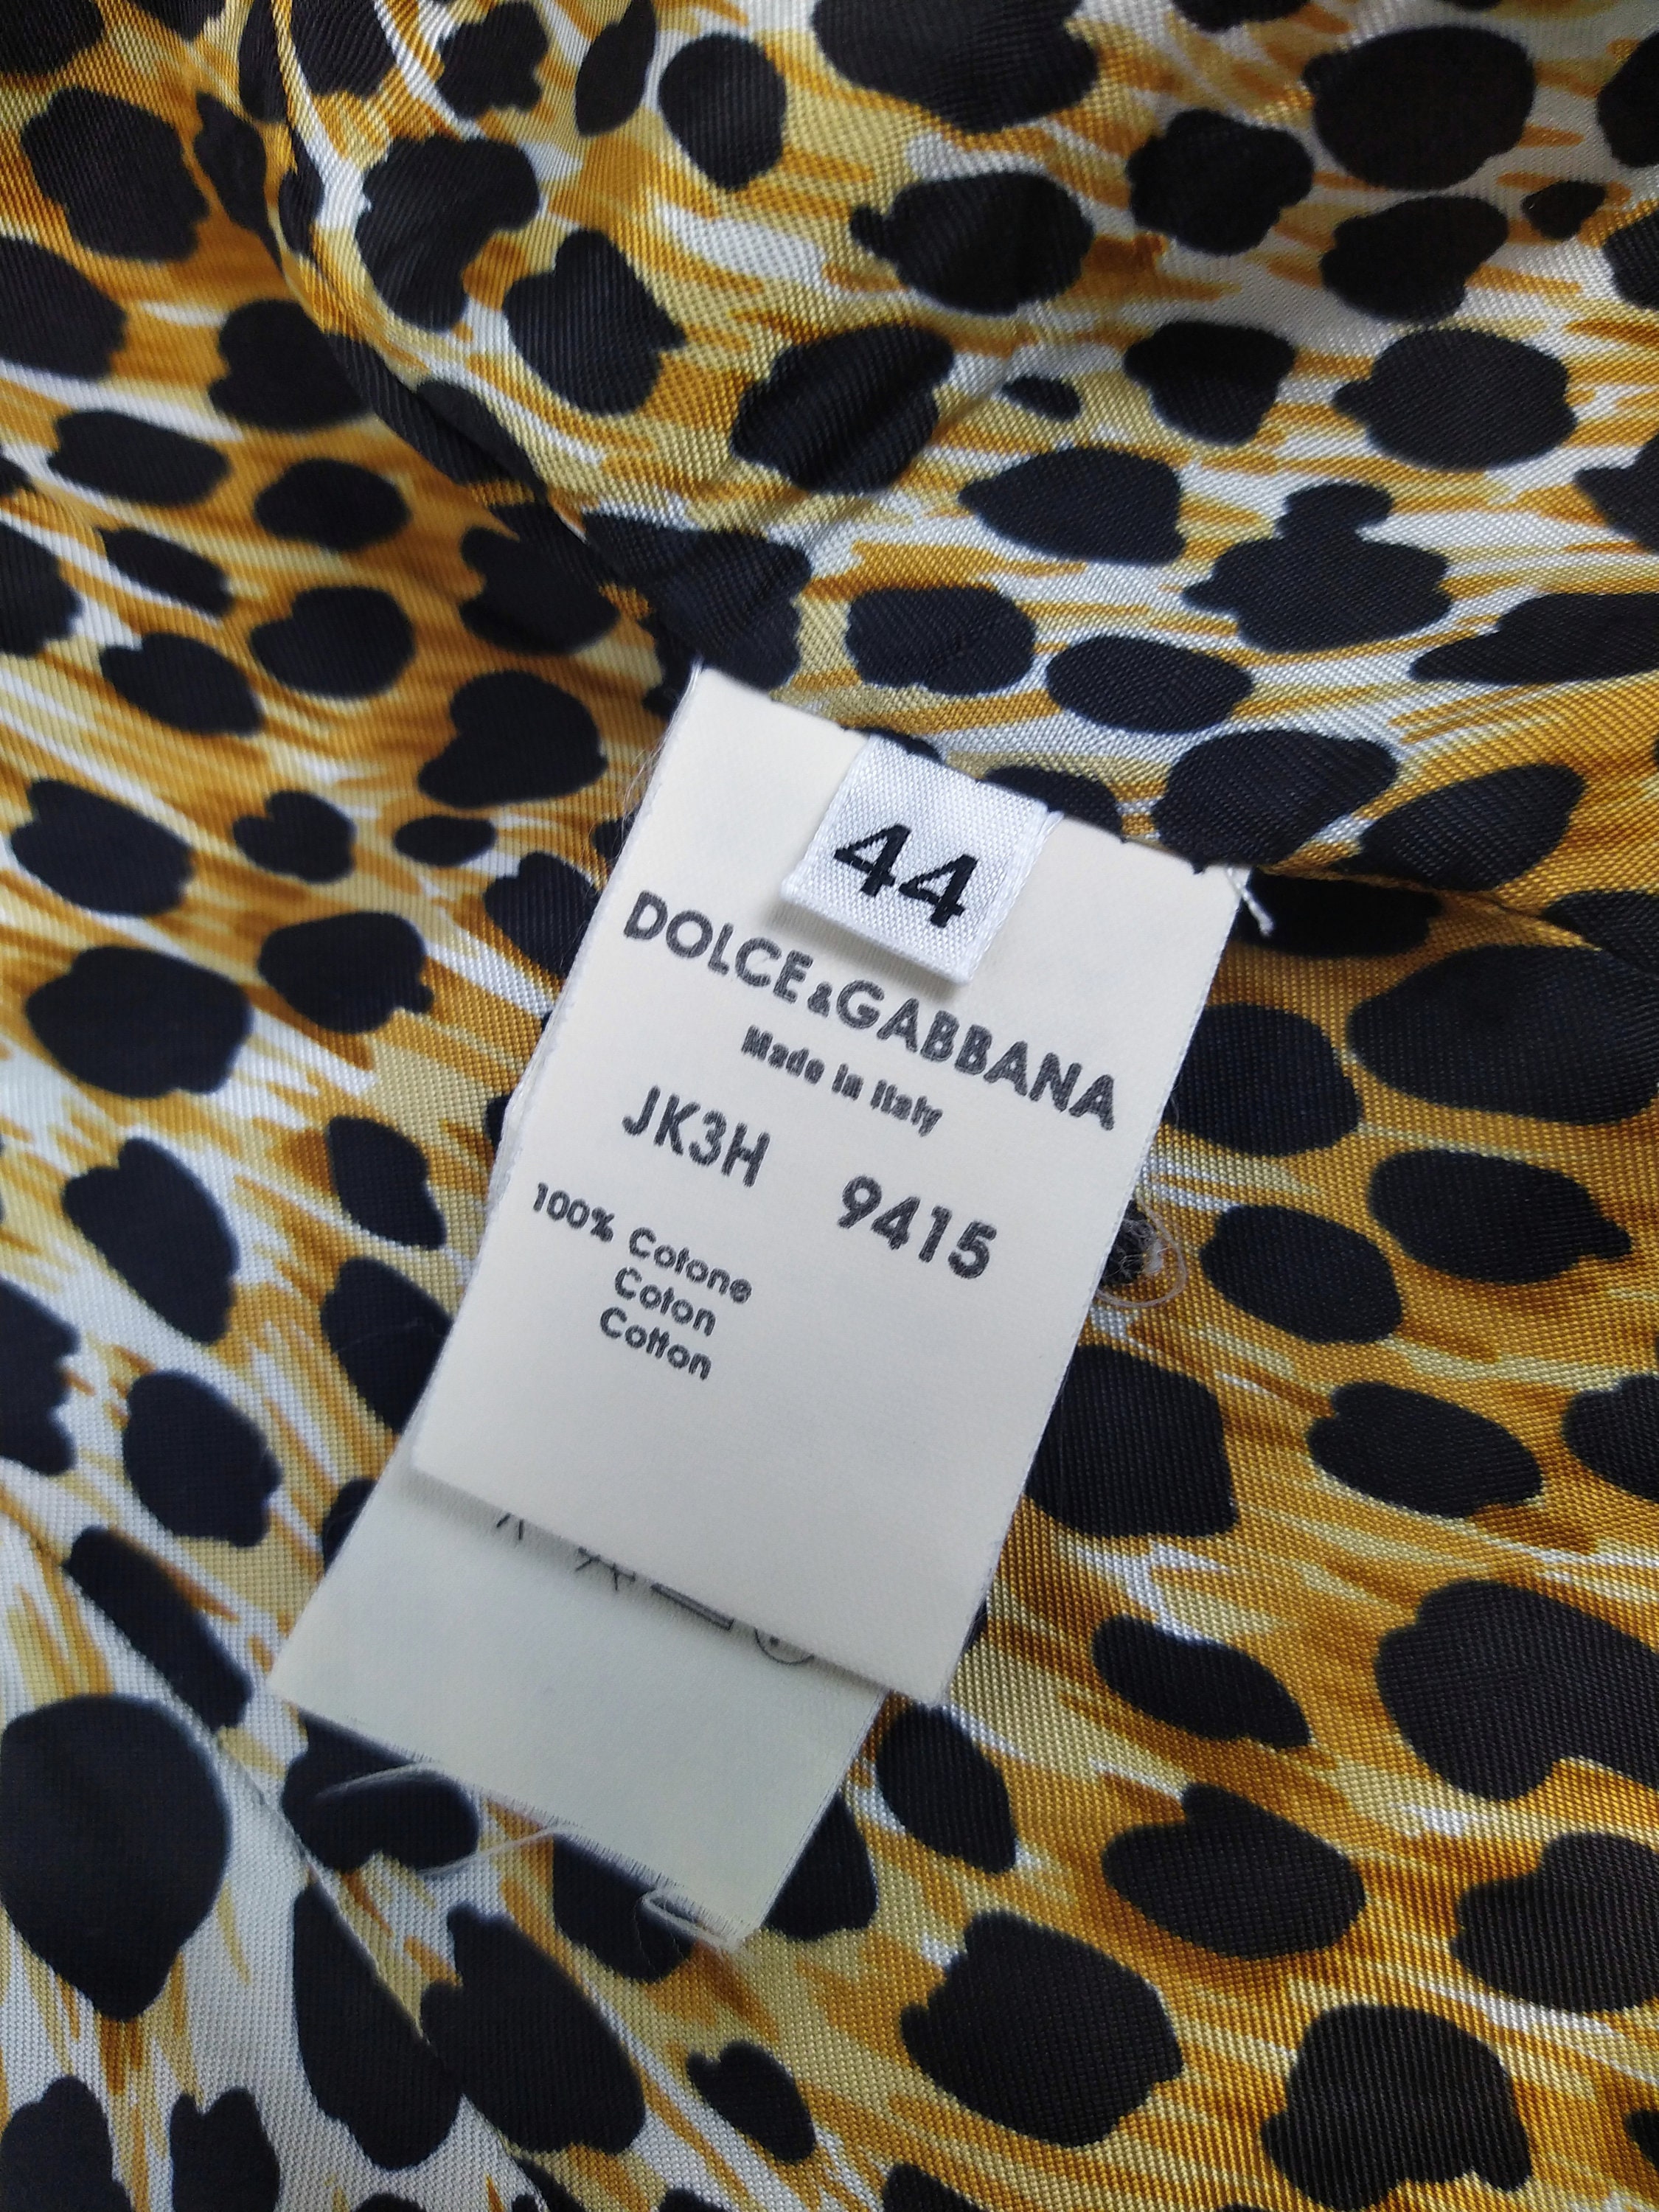 44
DOLCE&GABBANA
Made in Italy
JK3H 9415
100% Cotone
Coton
Cotton